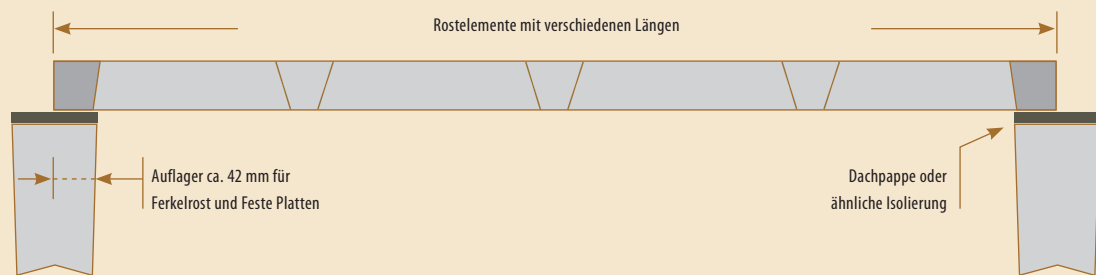 Rostelemente mit verschiedenen Längen
Auflager ca. 42 mm für
Ferkelrost und Feste Platten
Dachpappe oder
ähnliche Isolierung